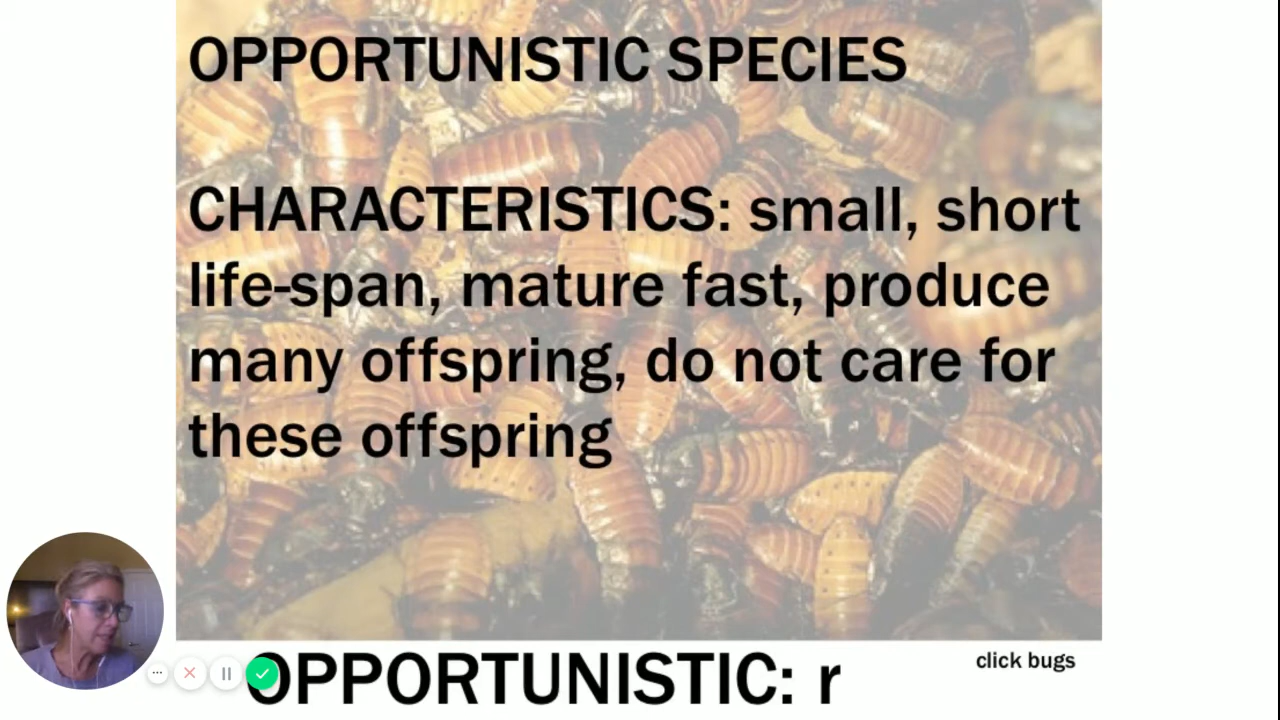 OPPORTUNISTIC SPECIES
CHARACTERISTICS: small, short
life-span, mature fast, produce
many offspring, do not care for
these offspring
click bugs
OPPORTUNISTIC: r